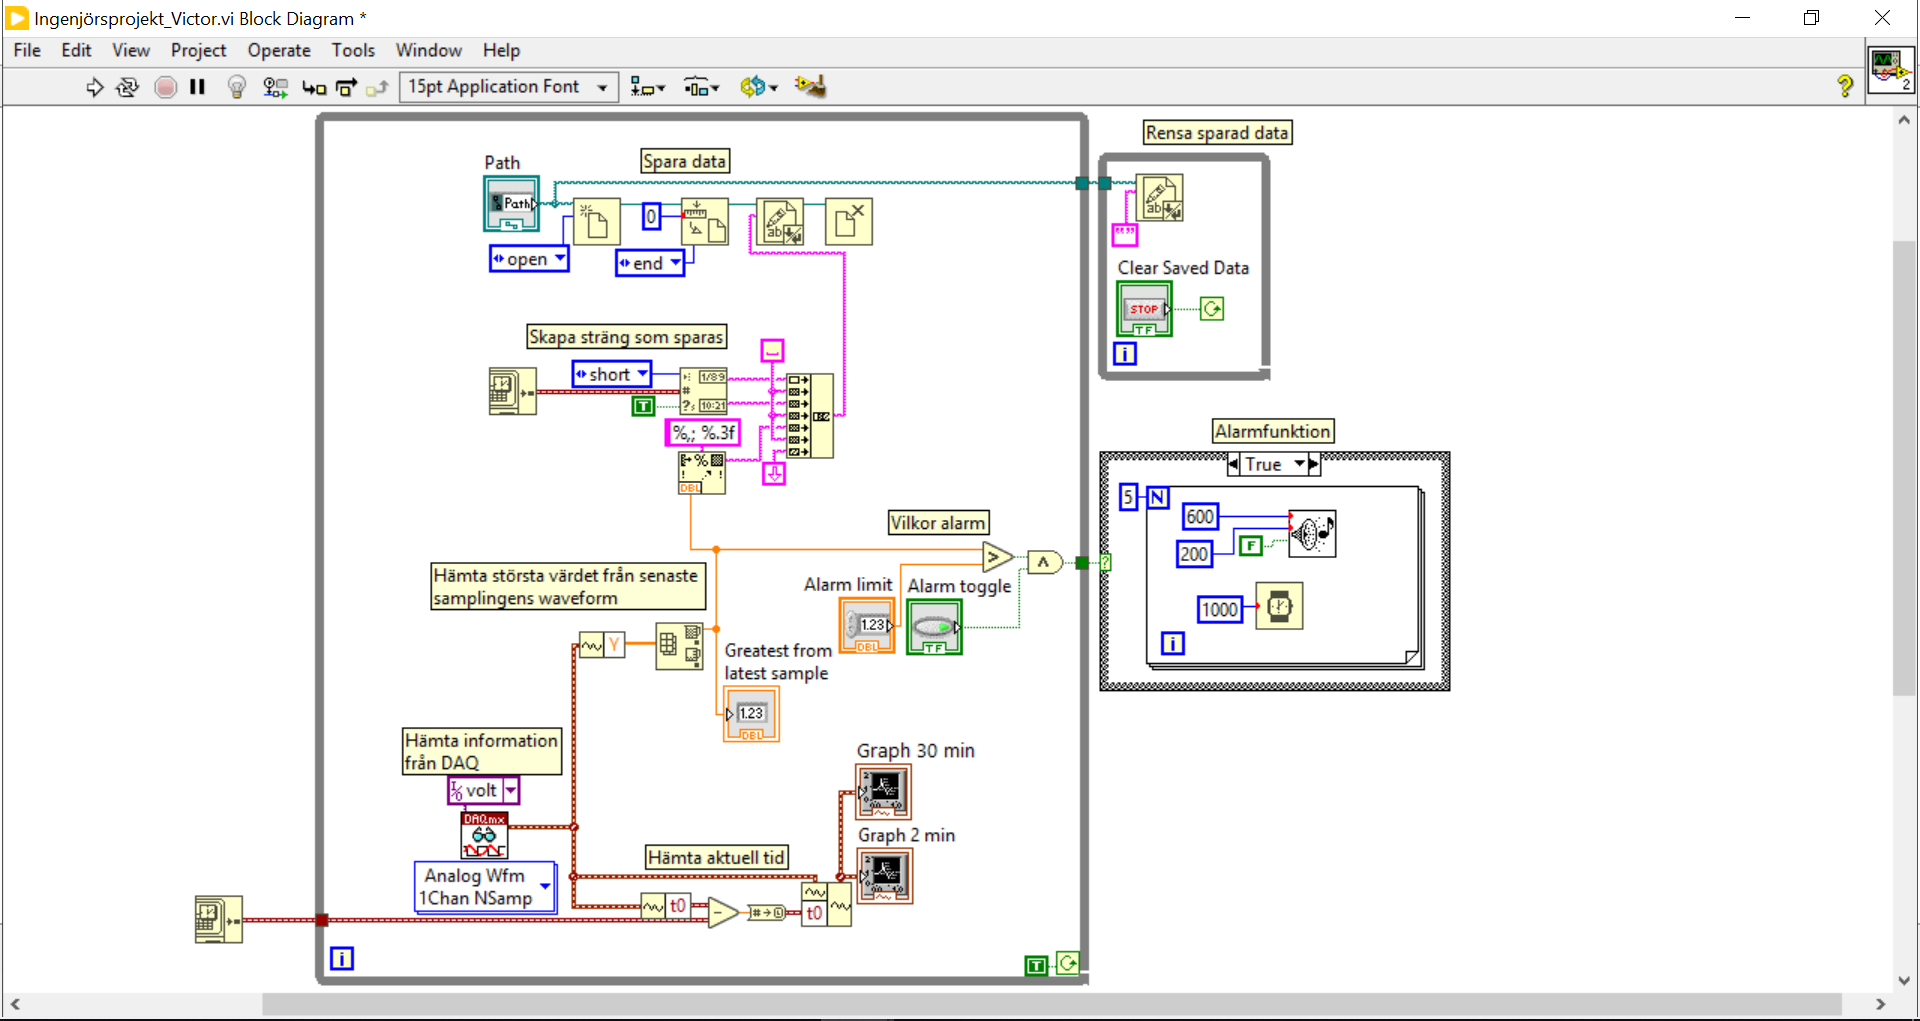 Ingenjörsprojekt_Victor.vi Block Diagram *
File Edit View Project Operate Tools Window Help
15pt Application Font
2
Rensa sparad data
Path
Spara data
Path
0
ab
open
end
ab
""
Clear Saved Data
STOP
TF
i
Skapa sträng som sparas
short
1/89
#
T
?s 10:21
%,; %.3f
%
DBL
Alarmfunktion
True
5 N
600
200
F
1000
i
Vilkor alarm
>
∧
?
Hämta största värdet från senaste
samplingens waveform
Alarm limit
Alarm toggle
1.23
DBL
TF
Y
Greatest from
latest sample
1.23
DBL
Hämta information
från DAQ
I/O volt
DAQmx
Analog Wfm
1Chan NSamp
Graph 30 min
Graph 2 min
Hämta aktuell tid
t0
-
#
t0
i
T